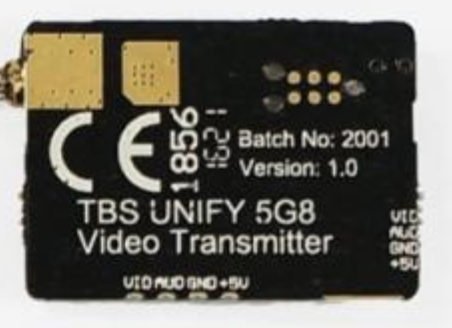 CE
1856
1621
Batch No: 2001
Version: 1.0
TBS UNIFY 5G8
Video Transmitter
VID AUD GND +5V
VID
AUD
GND
+5V